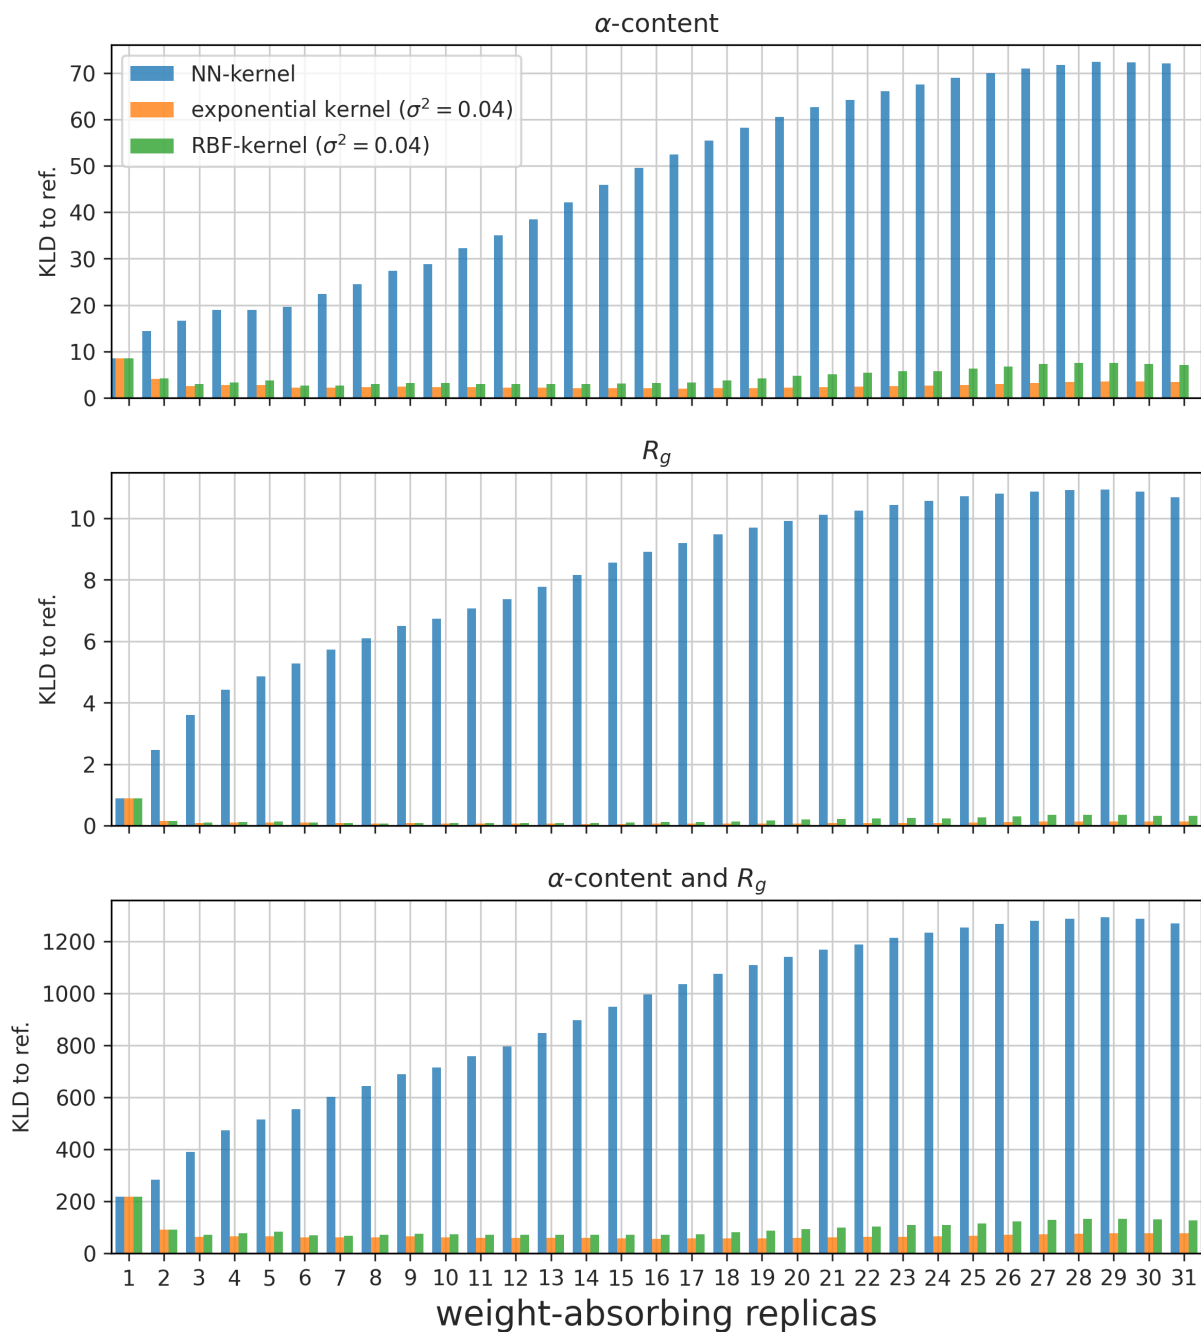 α-content
NN-kernel
exponential kernel (σ² = 0.04)
RBF-kernel (σ² = 0.04)
KLD to ref.
70
60
50
40
30
20
10
0
R_g
KLD to ref.
10
8
6
4
2
0
α-content and R_g
KLD to ref.
1200
1000
800
600
400
200
0
1 2 3 4 5 6 7 8 9 10 11 12 13 14 15 16 17 18 19 20 21 22 23 24 25 26 27 28 29 30 31
weight-absorbing replicas